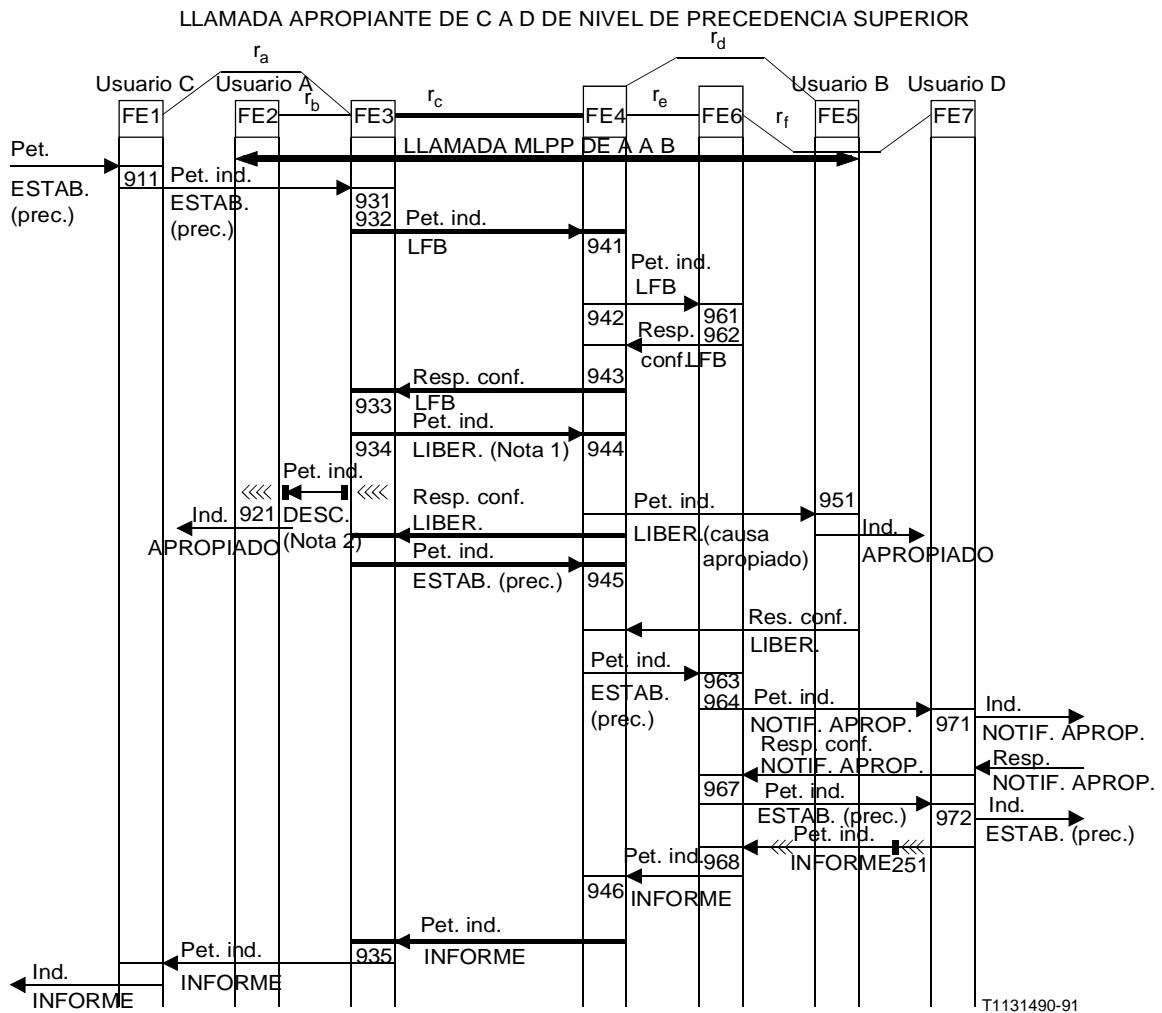 LLAMADA APROPIANTE DE C A D DE NIVEL DE PRECEDENCIA SUPERIOR
ra
rd
Usuario C
Usuario A
Usuario B
Usuario D
FE1
FE2
rb
FE3
rc
FE4
re
FE6
rf
FE5
FE7
LLAMADA MLPP DE A A B
Pet.
ESTAB.
(prec.)
911
Pet. ind.
ESTAB.
(prec.)
931
932
Pet. ind.
LFB
941
Pet. ind.
LFB
942
961
962
Resp.
conf.LFB
Resp. conf.
LFB
943
933
Pet. ind.
LIBER. (Nota 1)
934
944
Pet. ind.
DESC.
(Nota 2)
Ind.
921
APROPIADO
Resp. conf.
LIBER.
Pet. ind.
LIBER.(causa
apropiado)
951
Ind.
APROPIADO
Pet. ind.
ESTAB. (prec.)
945
Res. conf.
LIBER.
Pet. ind.
ESTAB.
(prec.)
963
964
Pet. ind.
NOTIF. APROP.
971
Ind.
NOTIF. APROP.
Resp. conf.
NOTIF. APROP.
Resp.
NOTIF. APROP.
967
Pet. ind.
ESTAB. (prec.)
972
Ind.
ESTAB. (prec.)
Pet. ind.
INFORME
251
968
Pet. ind.
INFORME
946
Pet. ind.
INFORME
935
Pet. ind.
INFORME
Ind.
INFORME
T1131490-91